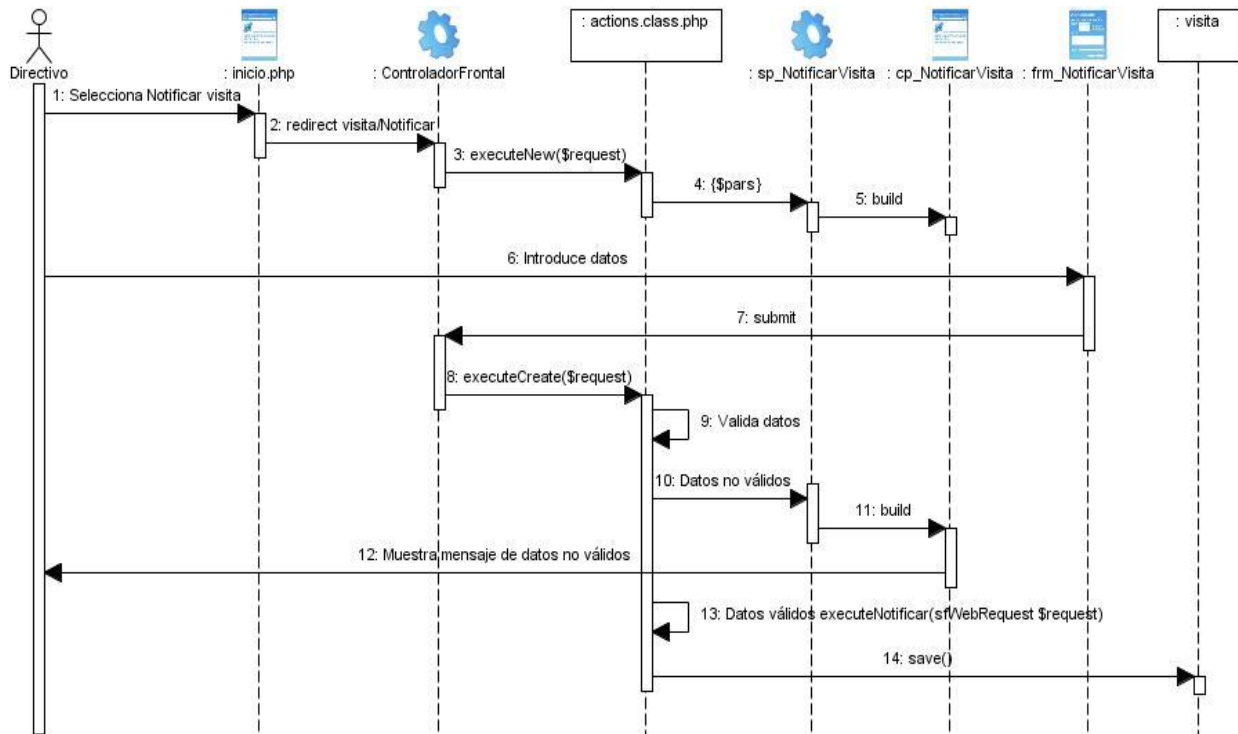 : actions.class.php
: visita
Directivo
: inicio.php
: ControladorFrontal
: sp_NotificarVisita
: cp_NotificarVisita
: frm_NotificarVisita
1: Selecciona Notificar visita
2: redirect visita/Notificar
3: executeNew($request)
4: {$pars}
5: build
6: Introduce datos
7: submit
8: executeCreate($request)
9: Valida datos
10: Datos no válidos
11: build
12: Muestra mensaje de datos no válidos
13: Datos válidos executeNotificar(sfWebRequest $request)
14: save()